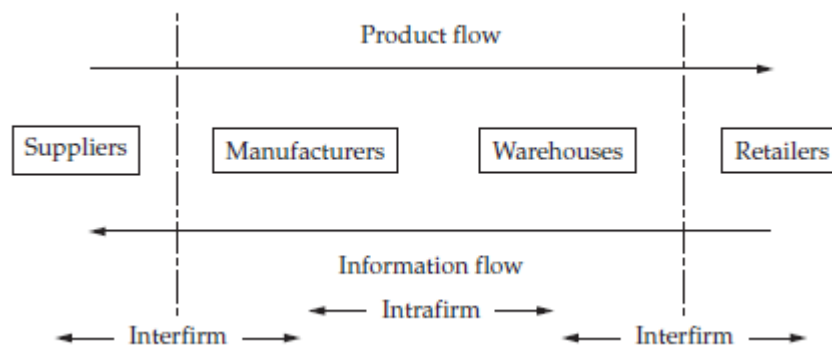 Product flow
Suppliers Manufacturers Warehouses Retailers
Information flow
Intrafirm
Interfirm Interfirm